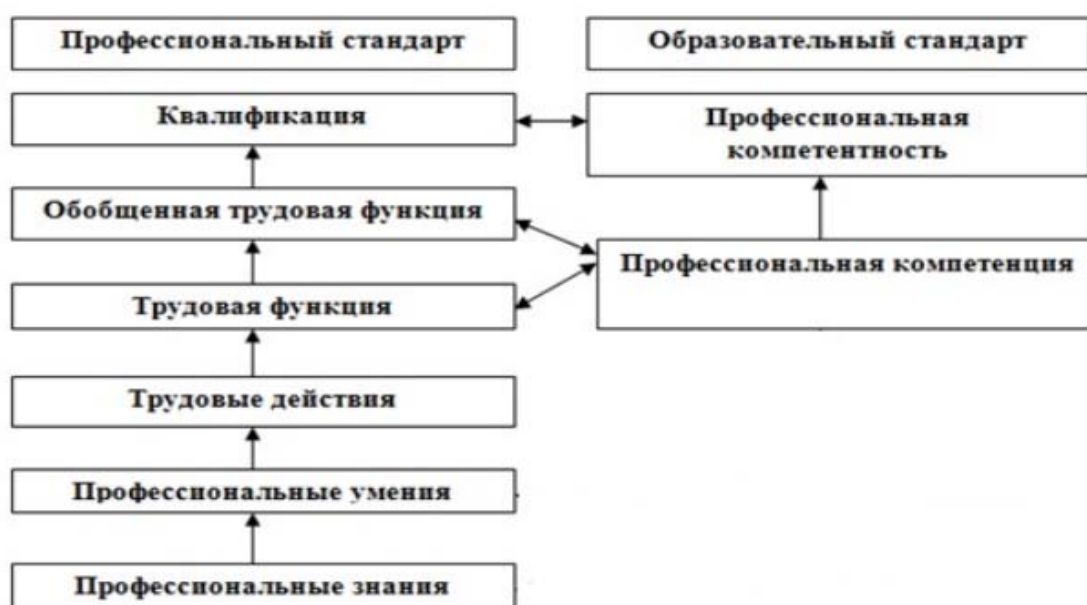 Профессиональный стандарт
Образовательный стандарт
Квалификация
Профессиональная
компетентность
Обобщенная трудовая функция
Профессиональная компетенция
Трудовая функция
Трудовые действия
Профессиональные умения
Профессиональные знания